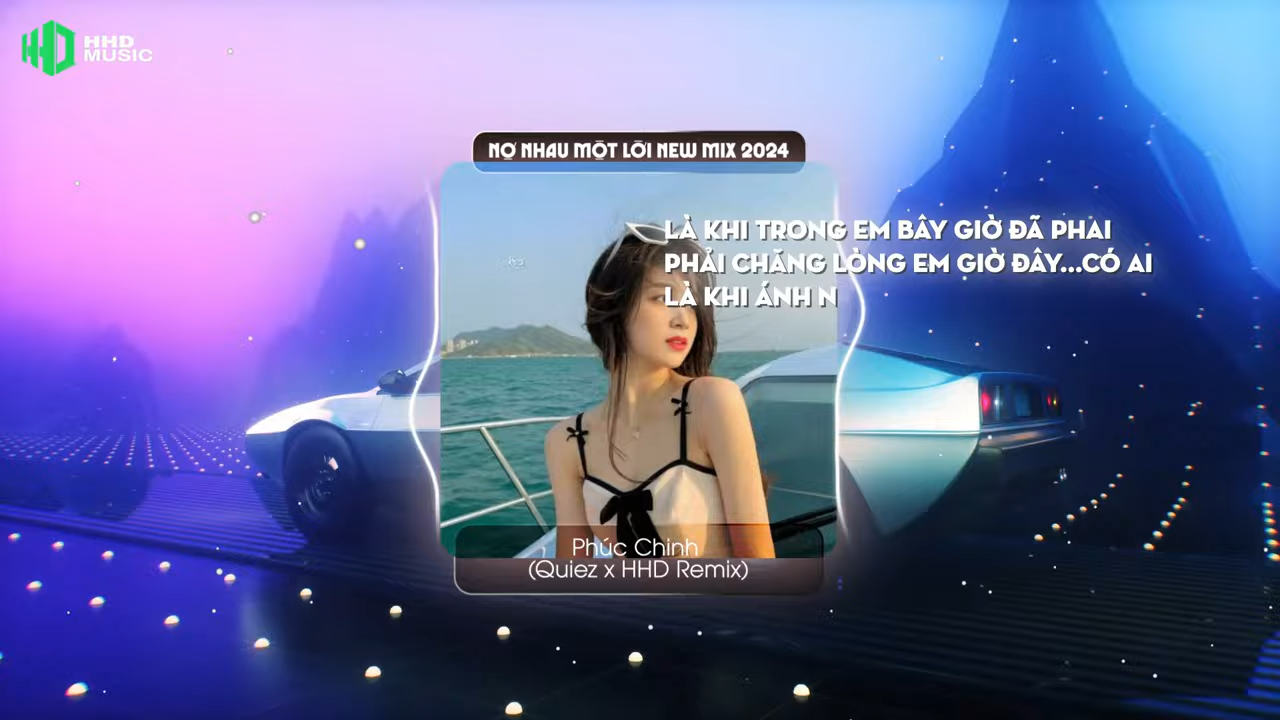 HHD
MUSIC
NỢ NHAU MỘT LỜI NEW MIX 2024
LÀ KHI TRONG EM BÂY GIỜ ĐÃ PHAI
PHẢI CHĂNG LÒNG EM GIỜ ĐÂY...CÓ AI
LÀ KHI ÁNH N
Phúc Chinh
(Quiez x HHD Remix)